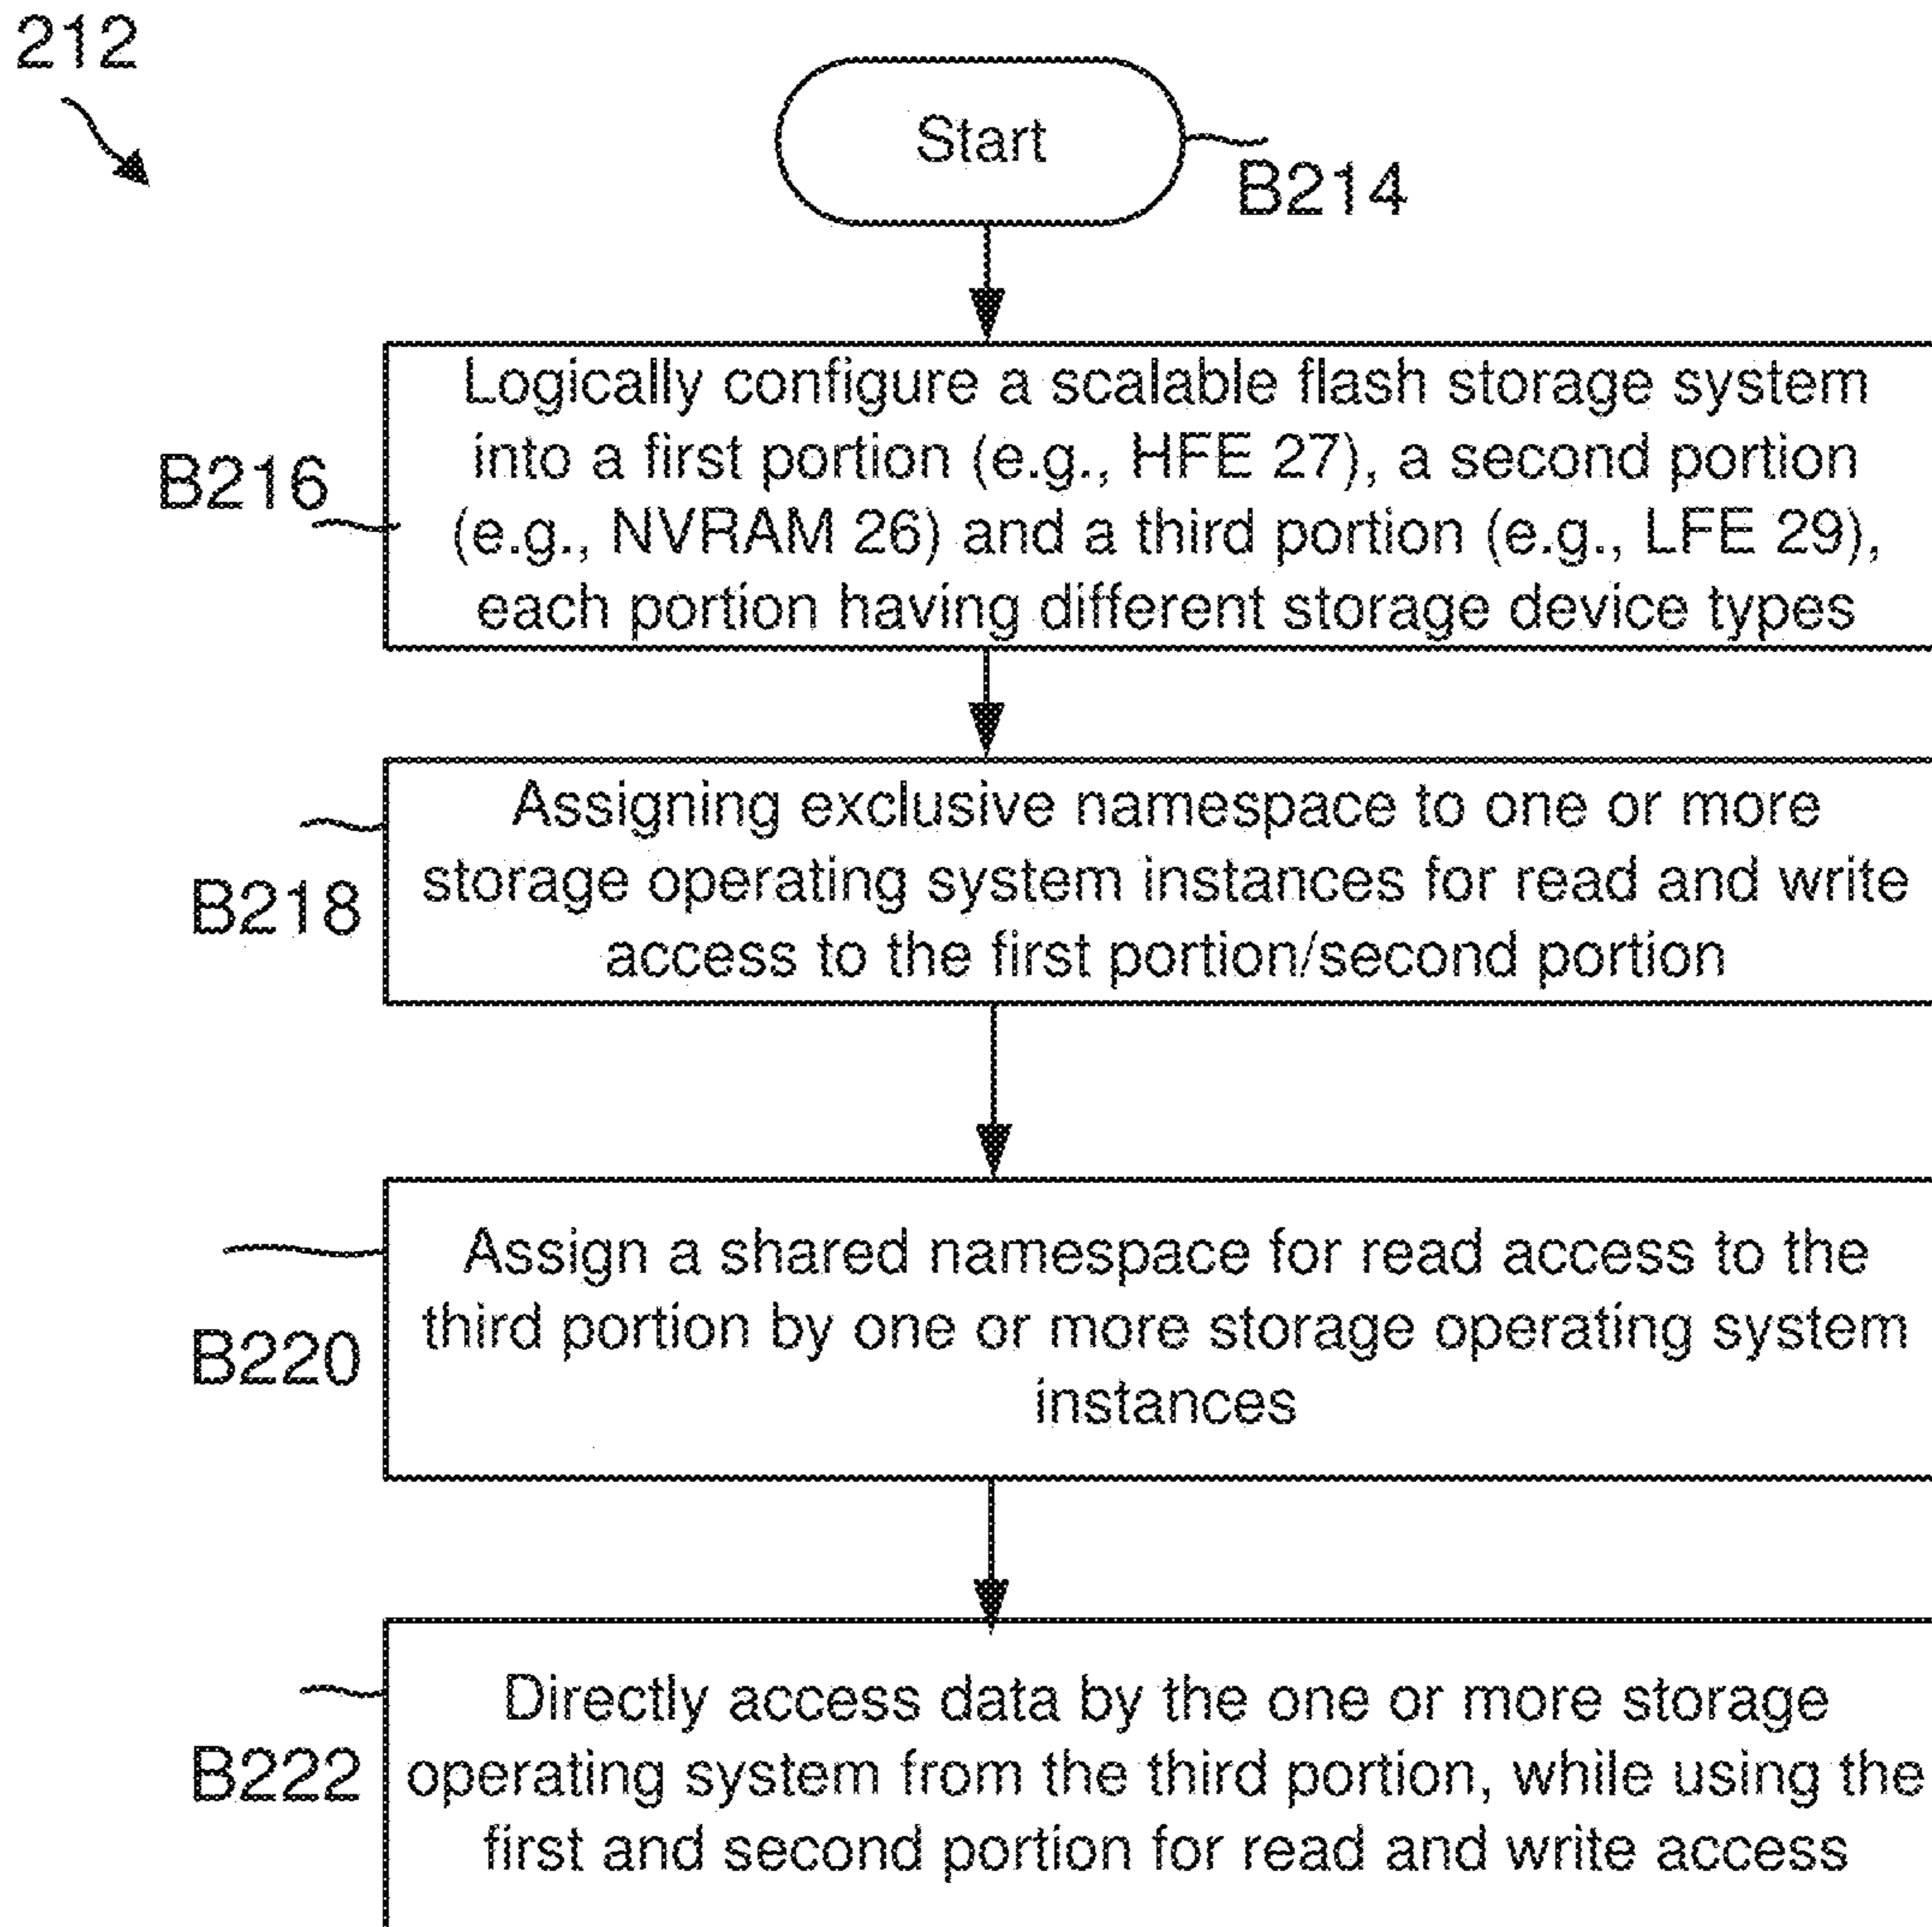 212
Start
B214
Logically configure a scalable flash storage system
into a first portion (e.g., HFE 27), a second portion
(e.g., NVRAM 26) and a third portion (e.g., LFE 29),
each portion having different storage device types
B216
Assigning exclusive namespace to one or more
storage operating system instances for read and write
access to the first portion/second portion
B218
Assign a shared namespace for read access to the
third portion by one or more storage operating system
instances
B220
Directly access data by the one or more storage
operating system from the third portion, while using the
first and second portion for read and write access
B222